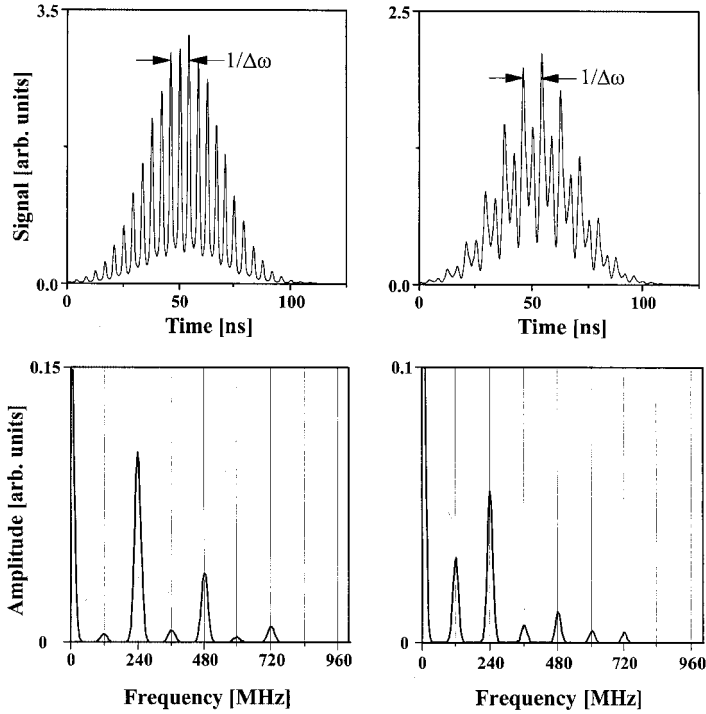 3.5
1/Δω
Signal [arb. units]
0.0
0 50 100
Time [ns]
2.5
1/Δω
0.0
0 50 100
Time [ns]
0.15
Amplitude [arb. units]
0
0 240 480 720 960
Frequency [MHz]
0.1
0
0 240 480 720 960
Frequency [MHz]